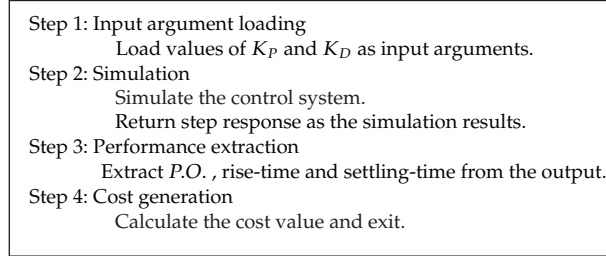 Step 1: Input argument loading
Load values of K_P and K_D as input arguments.
Step 2: Simulation
Simulate the control system.
Return step response as the simulation results.
Step 3: Performance extraction
Extract P.O. , rise-time and settling-time from the output.
Step 4: Cost generation
Calculate the cost value and exit.